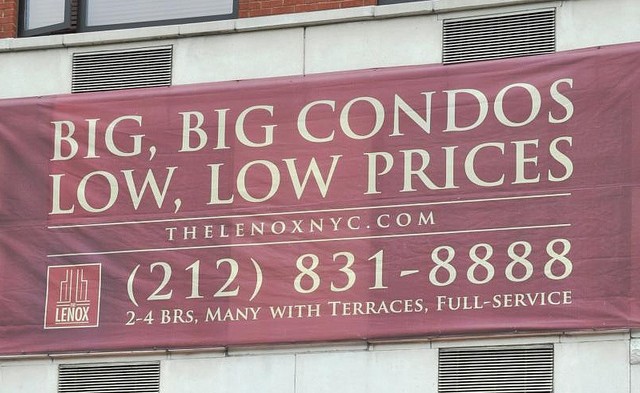 BIG, BIG CONDOS
LOW, LOW PRICES
THELENOXNYC.COM
(212) 831-8888
2-4 BRS, MANY WITH TERRACES, FULL-SERVICE
THE
LENOX